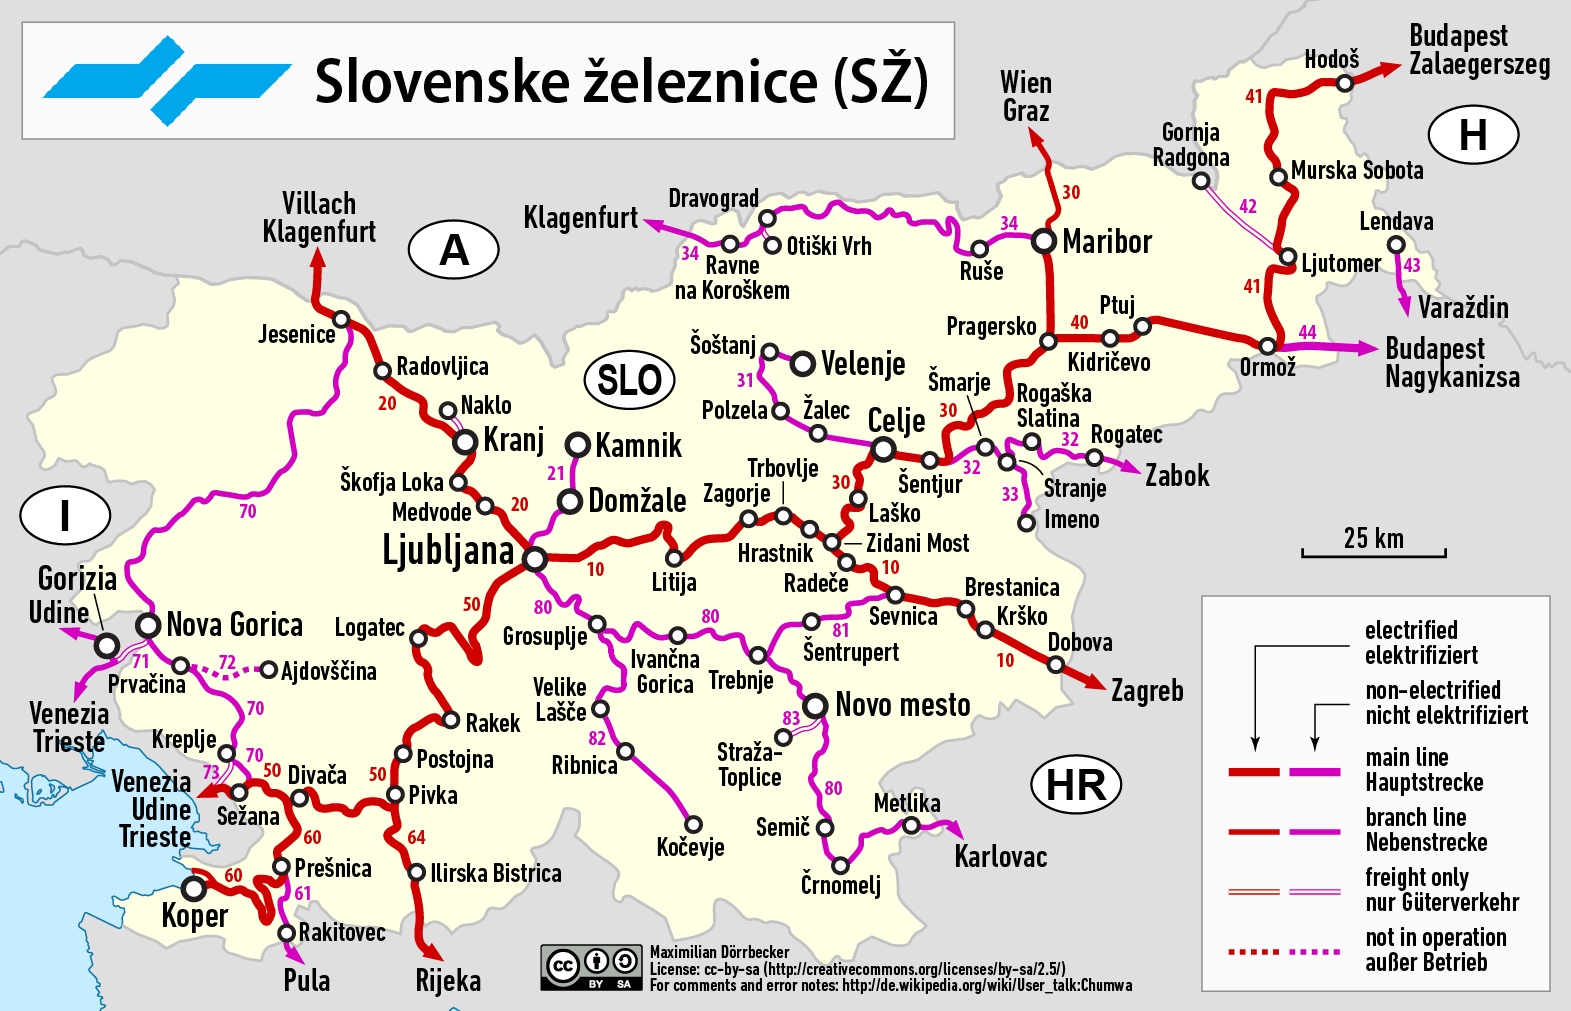 Slovenske železnice (SŽ)
Budapest
Zalaegerszeg
Hodoš
41
H
Wien
Graz
Gornja
Radgona
Murska Sobota
30
42
Lendava
Villach
Klagenfurt
A
Klagenfurt
Dravograd
34
Otiški Vrh
Ravne
na Koroškem
34
Ruše
Maribor
Ljutomer
43
41
Varaždin
Jesenice
Ptuj
Pragersko
40
Kidričevo
44
Ormož
Budapest
Nagykanizsa
Radovljica
20
SLO
Šoštanj
Velenje
31
Šmarje
Naklo
Polzela
Žalec
Celje
30
Rogaška
Slatina
32
Rogatec
Kranj
Kamnik
21
Škofja Loka
Trbovlje
Zagorje
Šentjur
32
Zabok
Stranje
33
Medvode
20
Domžale
30
Laško
Imeno
I
70
Ljubljana
Hrastnik
Zidani Most
25 km
10
Litija
Radeče
10
Gorizia
Udine
Brestanica
Krško
Sevnica
50
80
Nova Gorica
Logatec
Grosuplje
80
81
Šentrupert
Dobova
71
72
Ajdovščina
Prvačina
Ivančna
Gorica
Trebnje
10
Zagreb
Velike
Lašče
Novo mesto
Venezia
Trieste
70
Rakek
83
Straža-
Toplice
Kreplje
70
Postojna
82
Ribnica
HR
73
50
Divača
50
Venezia
Udine
Trieste
Pivka
80
Sežana
Metlika
60
64
Kočevje
Semič
Karlovac
Prešnica
60
Ilirska Bistrica
Črnomelj
61
Koper
Rakitovec
Pula
Rijeka
cc
BY SA
Maximilian Dörrbecker
License: cc-by-sa (http://creativecommons.org/licenses/by-sa/2.5/)
For comments and error notes: http://de.wikipedia.org/wiki/User_talk:Chumwa
electrified
elektrifiziert
non-electrified
nicht elektrifiziert
main line
Hauptstrecke
branch line
Nebenstrecke
freight only
nur Güterverkehr
not in operation
außer Betrieb